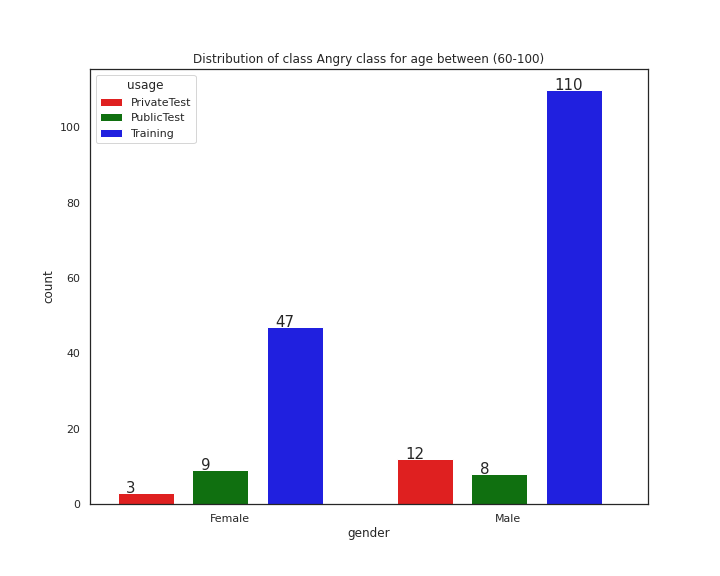 Distribution of class Angry class for age between (60-100)
usage
PrivateTest
PublicTest
Training
count
100
80
60
40
20
0
3
9
47
12
8
110
Female
Male
gender